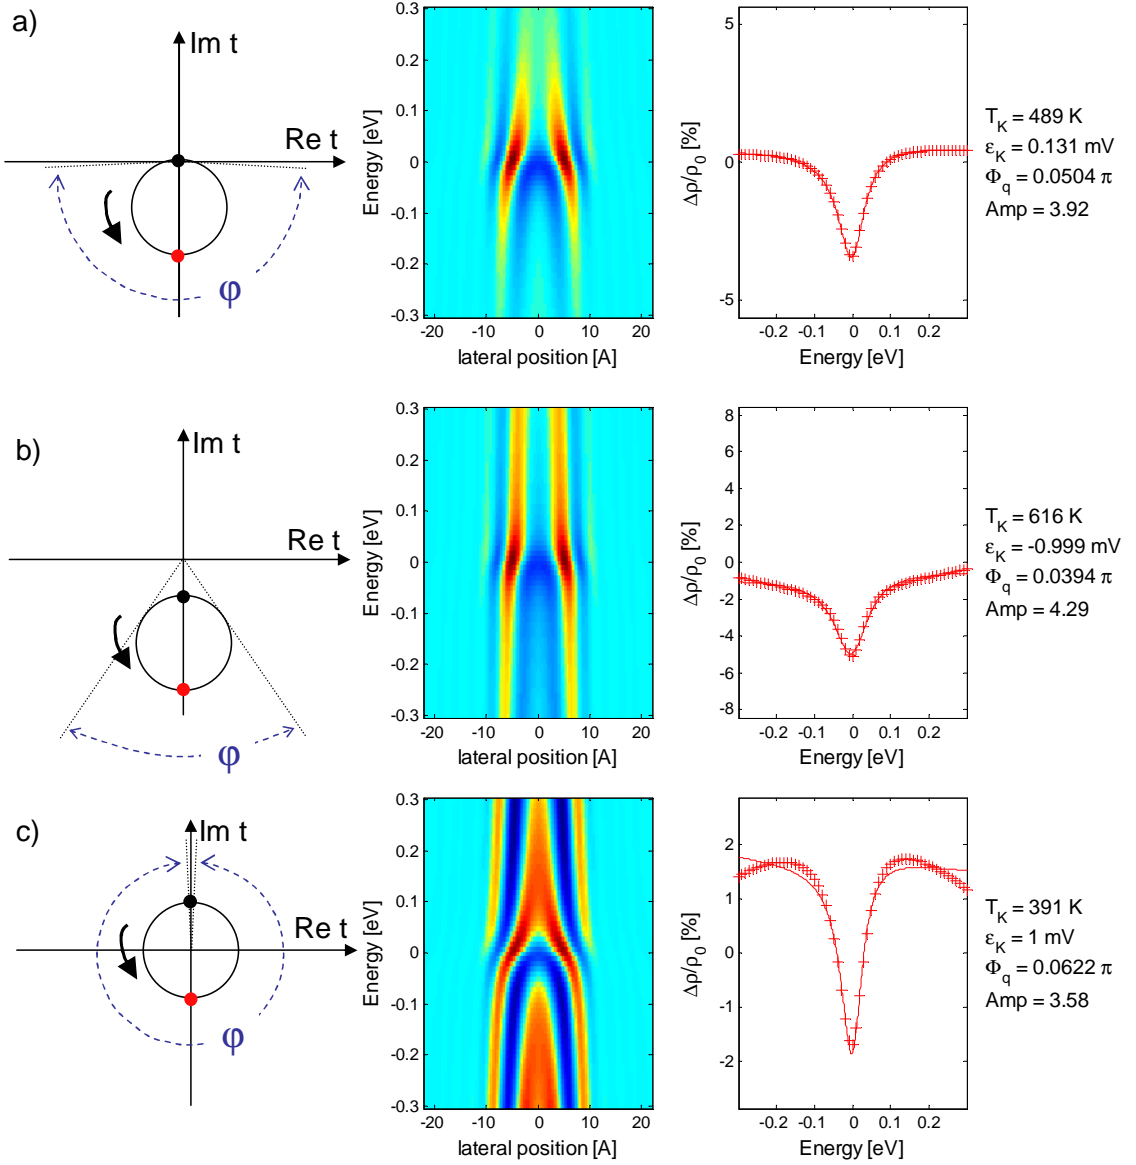 a)
Im t
Re t
φ
0.3
0.2
0.1
0
-0.1
-0.2
-0.3
Energy [eV]
-20 -10 0 10 20
lateral position [A]
5
0
-5
Δρ/ρ0 [%]
-0.2 -0.1 0 0.1 0.2
Energy [eV]
TK = 489 K
εK = 0.131 mV
Φq = 0.0504 π
Amp = 3.92
b)
Im t
Re t
φ
0.3
0.2
0.1
0
-0.1
-0.2
-0.3
Energy [eV]
-20 -10 0 10 20
lateral position [A]
8
6
4
2
0
-2
-4
-6
-8
Δρ/ρ0 [%]
-0.2 -0.1 0 0.1 0.2
Energy [eV]
TK = 616 K
εK = -0.999 mV
Φq = 0.0394 π
Amp = 4.29
c)
Im t
Re t
φ
0.3
0.2
0.1
0
-0.1
-0.2
-0.3
Energy [eV]
-20 -10 0 10 20
lateral position [A]
2
1
0
-1
-2
Δρ/ρ0 [%]
-0.2 -0.1 0 0.1 0.2
Energy [eV]
TK = 391 K
εK = 1 mV
Φq = 0.0622 π
Amp = 3.58